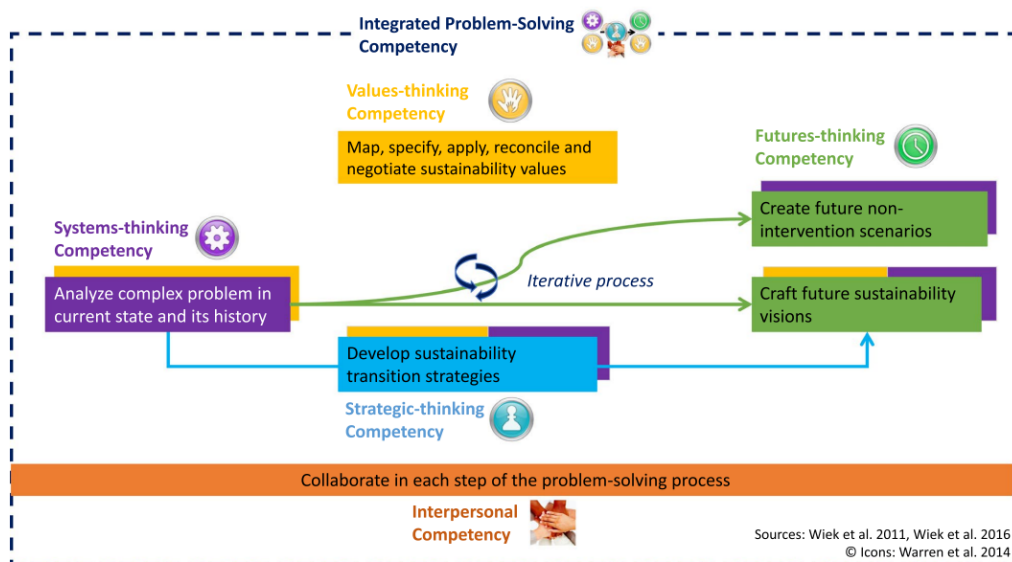 Integrated Problem-Solving
Competency
Values-thinking
Competency
Map, specify, apply, reconcile and
negotiate sustainability values
Futures-thinking
Competency
Create future non-
intervention scenarios
Systems-thinking
Competency
Analyze complex problem in
current state and its history
Iterative process
Craft future sustainability
visions
Develop sustainability
transition strategies
Strategic-thinking
Competency
Collaborate in each step of the problem-solving process
Interpersonal
Competency
Sources: Wiek et al. 2011, Wiek et al. 2016
© Icons: Warren et al. 2014